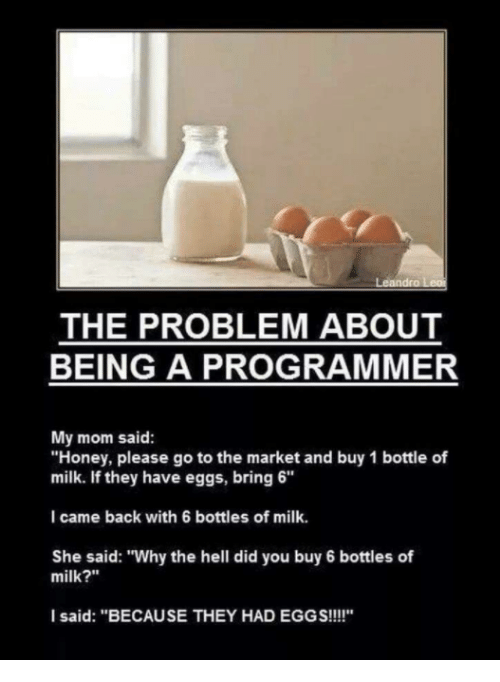 Leandro Leoi
THE PROBLEM ABOUT
BEING A PROGRAMMER
My mom said:
"Honey, please go to the market and buy 1 bottle of
milk. If they have eggs, bring 6"
I came back with 6 bottles of milk.
She said: "Why the hell did you buy 6 bottles of
milk?"
I said: "BECAUSE THEY HAD EGGS!!!!"